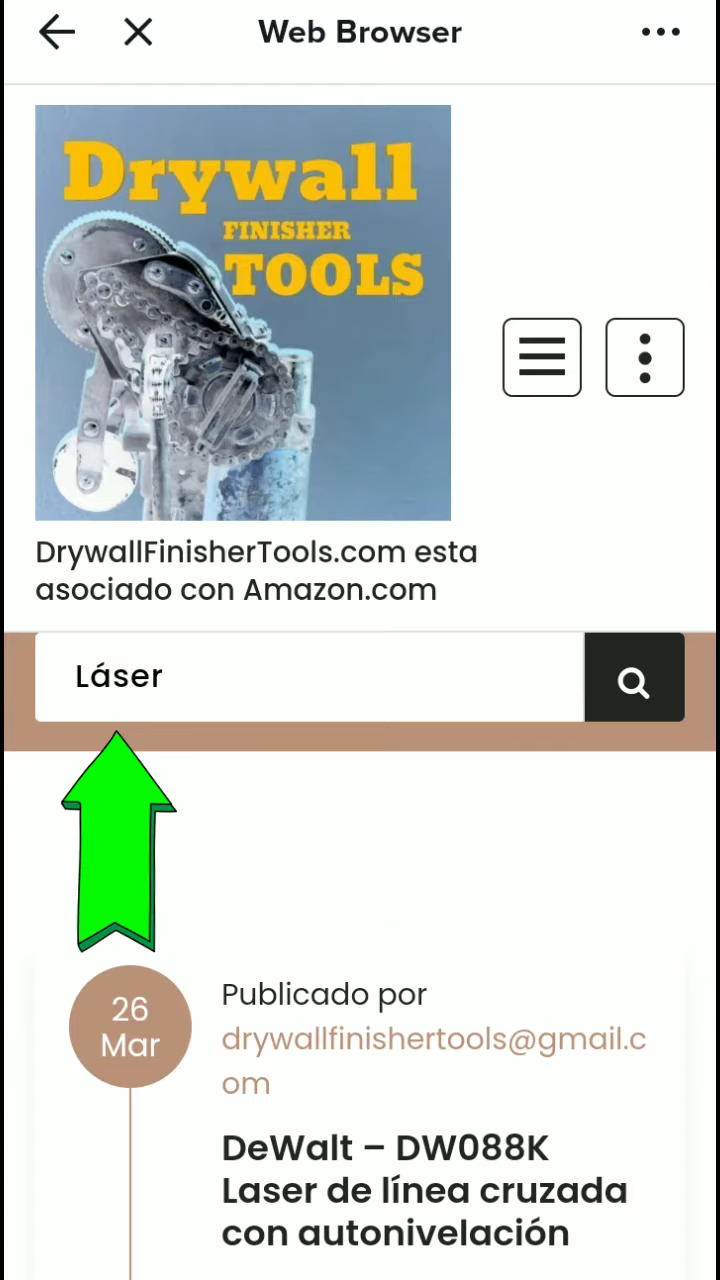 Web Browser
Drywall
FINISHER
TOOLS
DrywallFinisherTools.com esta
asociado con Amazon.com
Láser
26
Mar
Publicado por
drywallfinishertools@gmail.c
om
DeWalt – DW088K
Laser de línea cruzada
con autonivelación